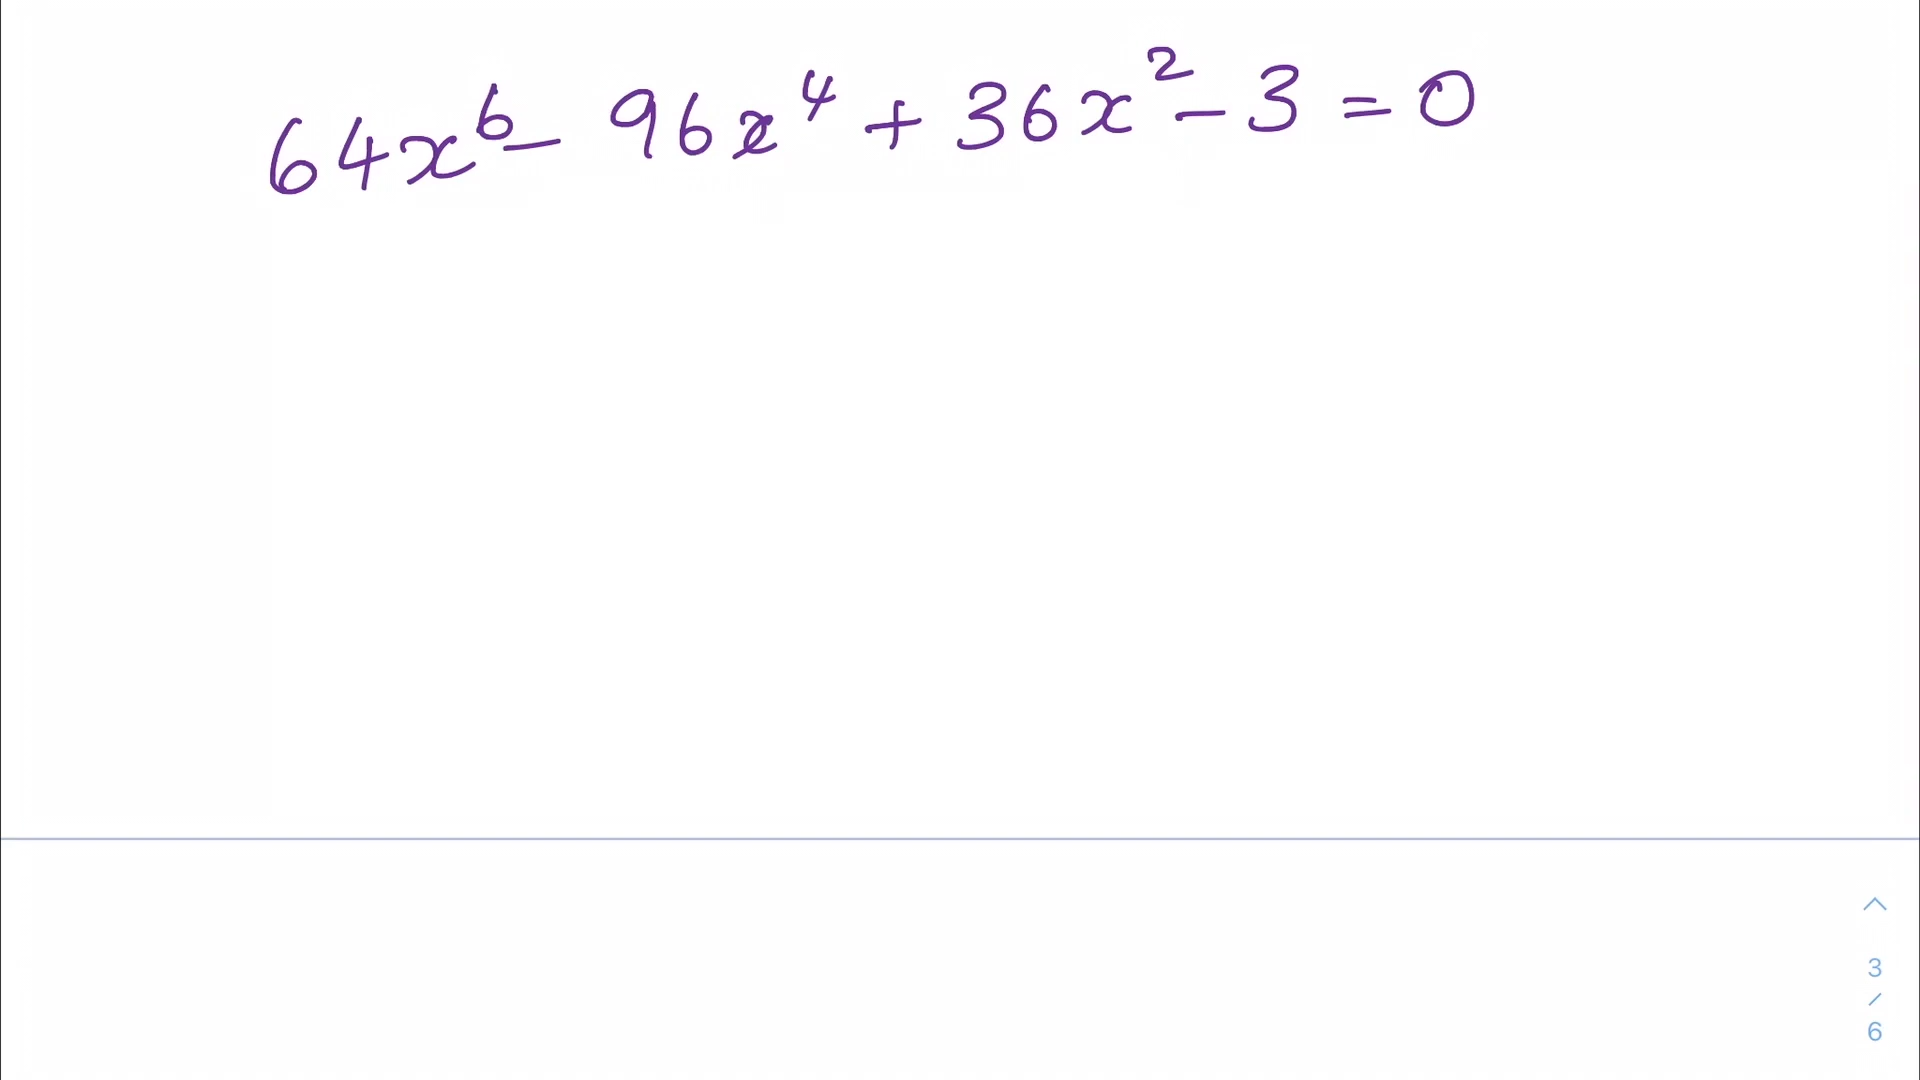 64x⁶ - 96x⁴ + 36x² - 3 = 0
3
/
6